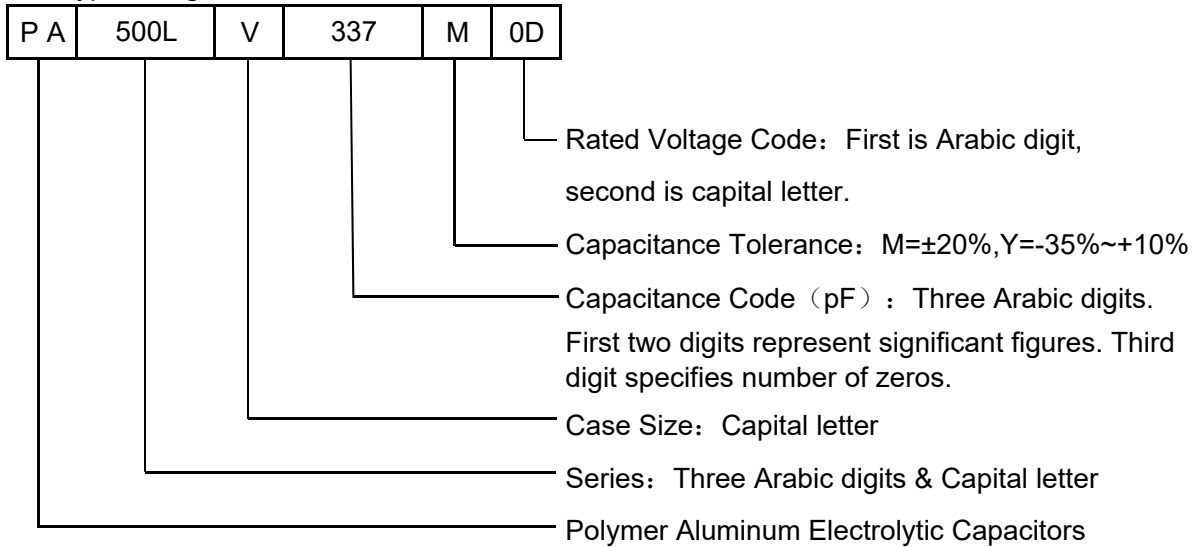 P A 500L V 337 M 0D
Rated Voltage Code：First is Arabic digit,
second is capital letter.
Capacitance Tolerance：M=±20%,Y=-35%~+10%
Capacitance Code（pF）：Three Arabic digits.
First two digits represent significant figures. Third
digit specifies number of zeros.
Case Size：Capital letter
Series：Three Arabic digits & Capital letter
Polymer Aluminum Electrolytic Capacitors